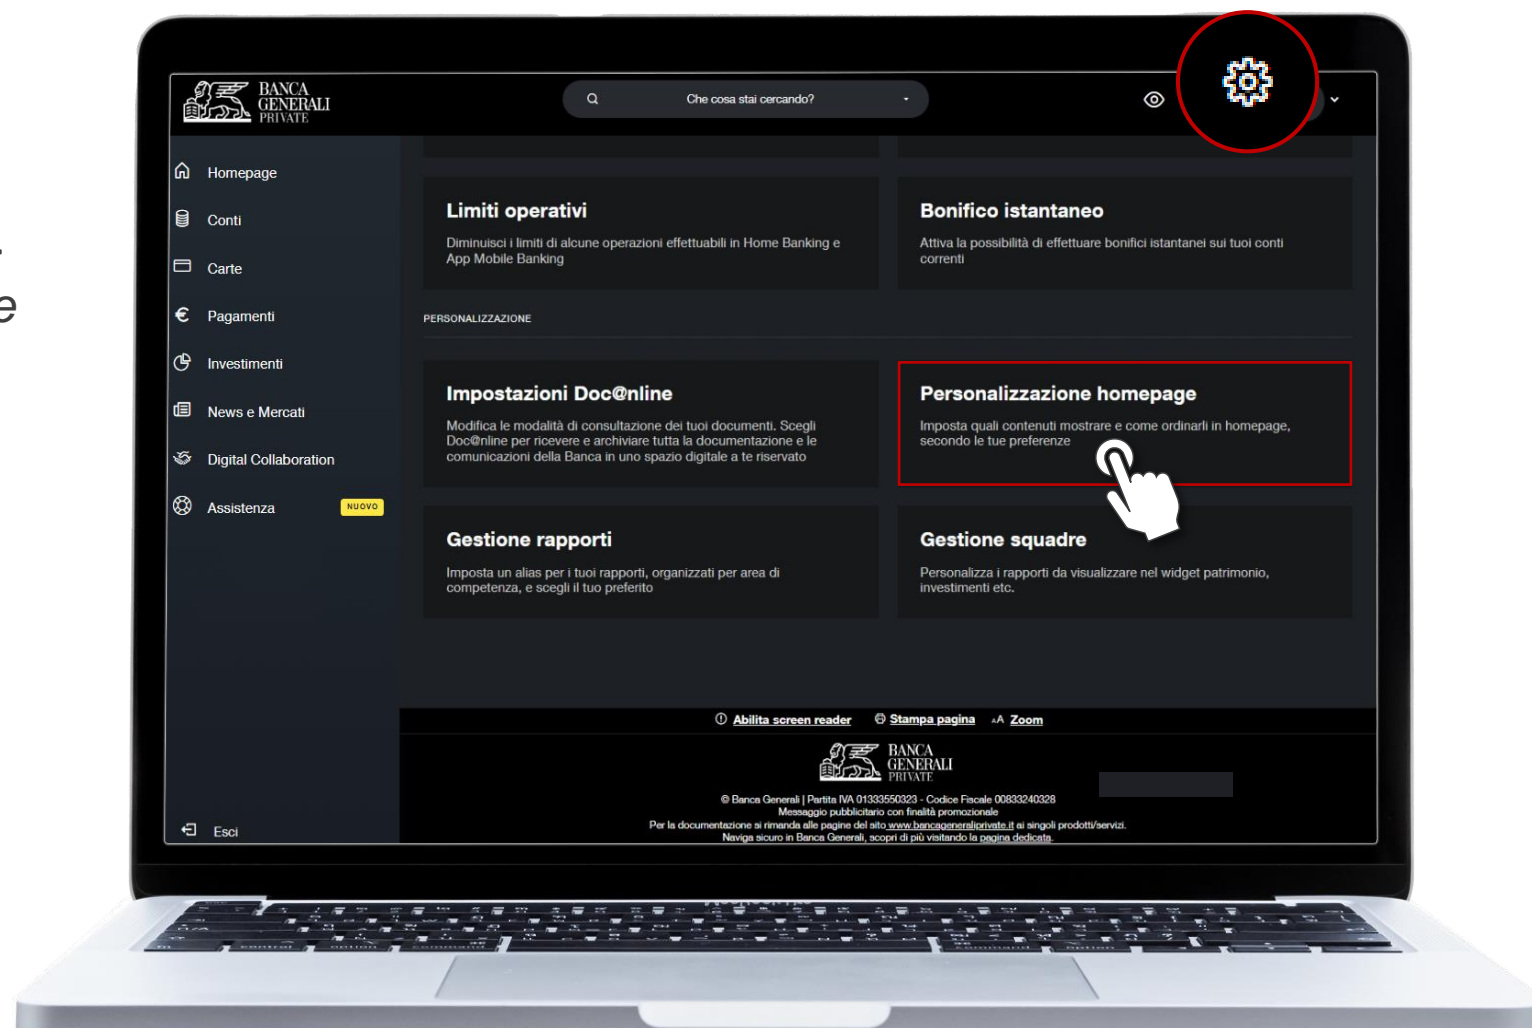 e
BANCA
GENERALI
PRIVATE
Che cosa stai cercando?
Homepage
Conti
Carte
Pagamenti
Investimenti
News e Mercati
Digital Collaboration
Assistenza
NUOVO
Esci
Limiti operativi
Diminuisci i limiti di alcune operazioni effettuabili in Home Banking e
App Mobile Banking
Bonifico istantaneo
Attiva la possibilità di effettuare bonifici istantanei sui tuoi conti
correnti
PERSONALIZZAZIONE
Impostazioni Doc@nline
Modifica le modalità di consultazione dei tuoi documenti. Scegli
Doc@nline per ricevere e archiviare tutta la documentazione e le
comunicazioni della Banca in uno spazio digitale a te riservato
Personalizzazione homepage
Imposta quali contenuti mostrare e come ordinarli in homepage,
secondo le tue preferenze
Gestione rapporti
Imposta un alias per i tuoi rapporti, organizzati per area di
competenza, e scegli il tuo preferito
Gestione squadre
Personalizza i rapporti da visualizzare nel widget patrimonio,
investimenti etc.
Abilita screen reader Stampa pagina AA Zoom
BANCA
GENERALI
PRIVATE
© Banca Generali | Partita IVA 01333550323 - Codice Fiscale 00833240328
Messaggio pubblicitario con finalità promozionale
Per la documentazione si rimanda alle pagine del sito www.bancageneraliprivate.it ai singoli prodotti/servizi.
Naviga sicuro in Banca Generali, scopri di più visitando la pagina dedicata.
control option command
command option